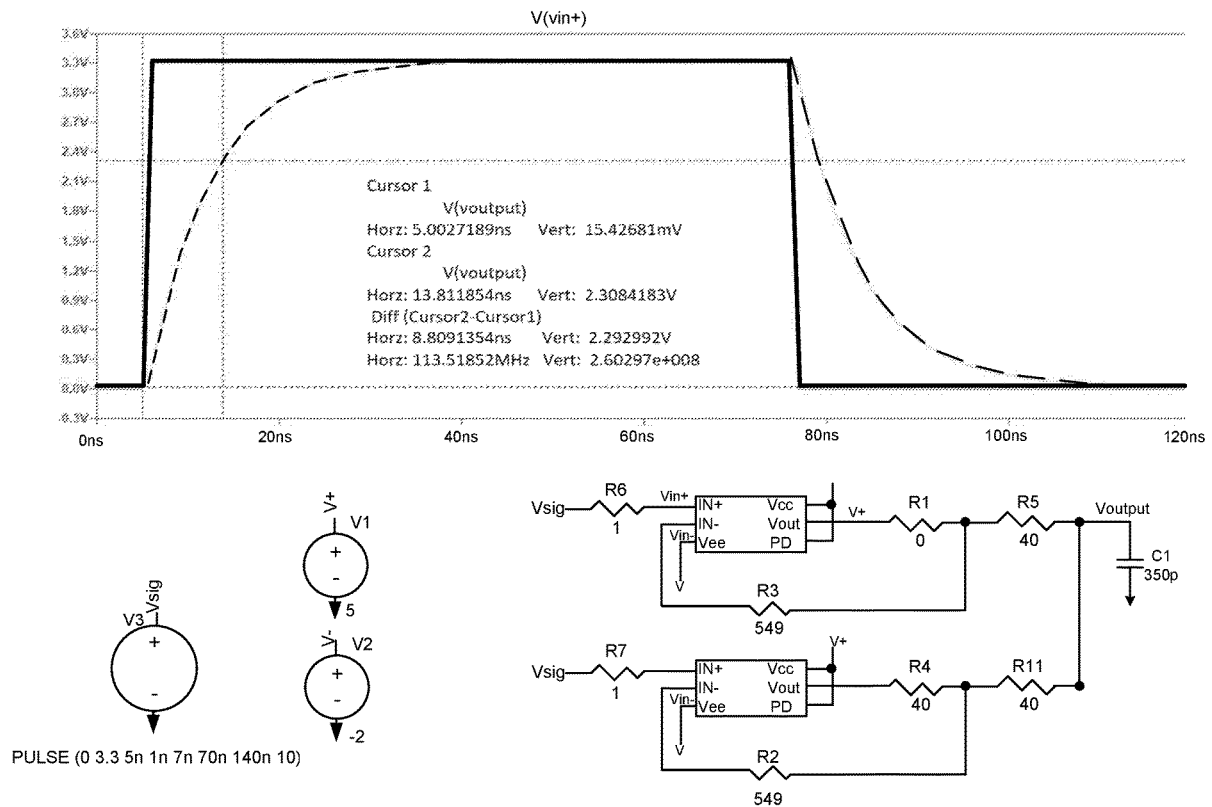 V(vin+)
3.6V
3.3V
3.0V
2.7V
2.4V
2.1V
1.8V
1.5V
1.2V
0.9V
0.6V
0.3V
0.0V
-0.3V
0ns
20ns
40ns
60ns
80ns
100ns
120ns
Cursor 1
V(voutput)
Horz: 5.0027189ns Vert: 15.42681mV
Cursor 2
V(voutput)
Horz: 13.811854ns Vert: 2.3084183V
Diff (Cursor2-Cursor1)
Horz: 8.8091354ns Vert: 2.292992V
Horz: 113.51852MHz Vert: 2.60297e+008
Vsig
V3
+
-
PULSE (0 3.3 5n 1n 7n 70n 140n 10)
V+
V1
+
-
5
V-
V2
+
-
-2
Vsig
R6
1
Vin+
IN+
IN-
Vee
Vcc
Vout
PD
Vin-
V
V+
R1
0
R5
40
Voutput
C1
350p
R3
549
Vsig
R7
1
IN+
IN-
Vee
Vcc
Vout
PD
Vin-
V
V+
R4
40
R11
40
R2
549